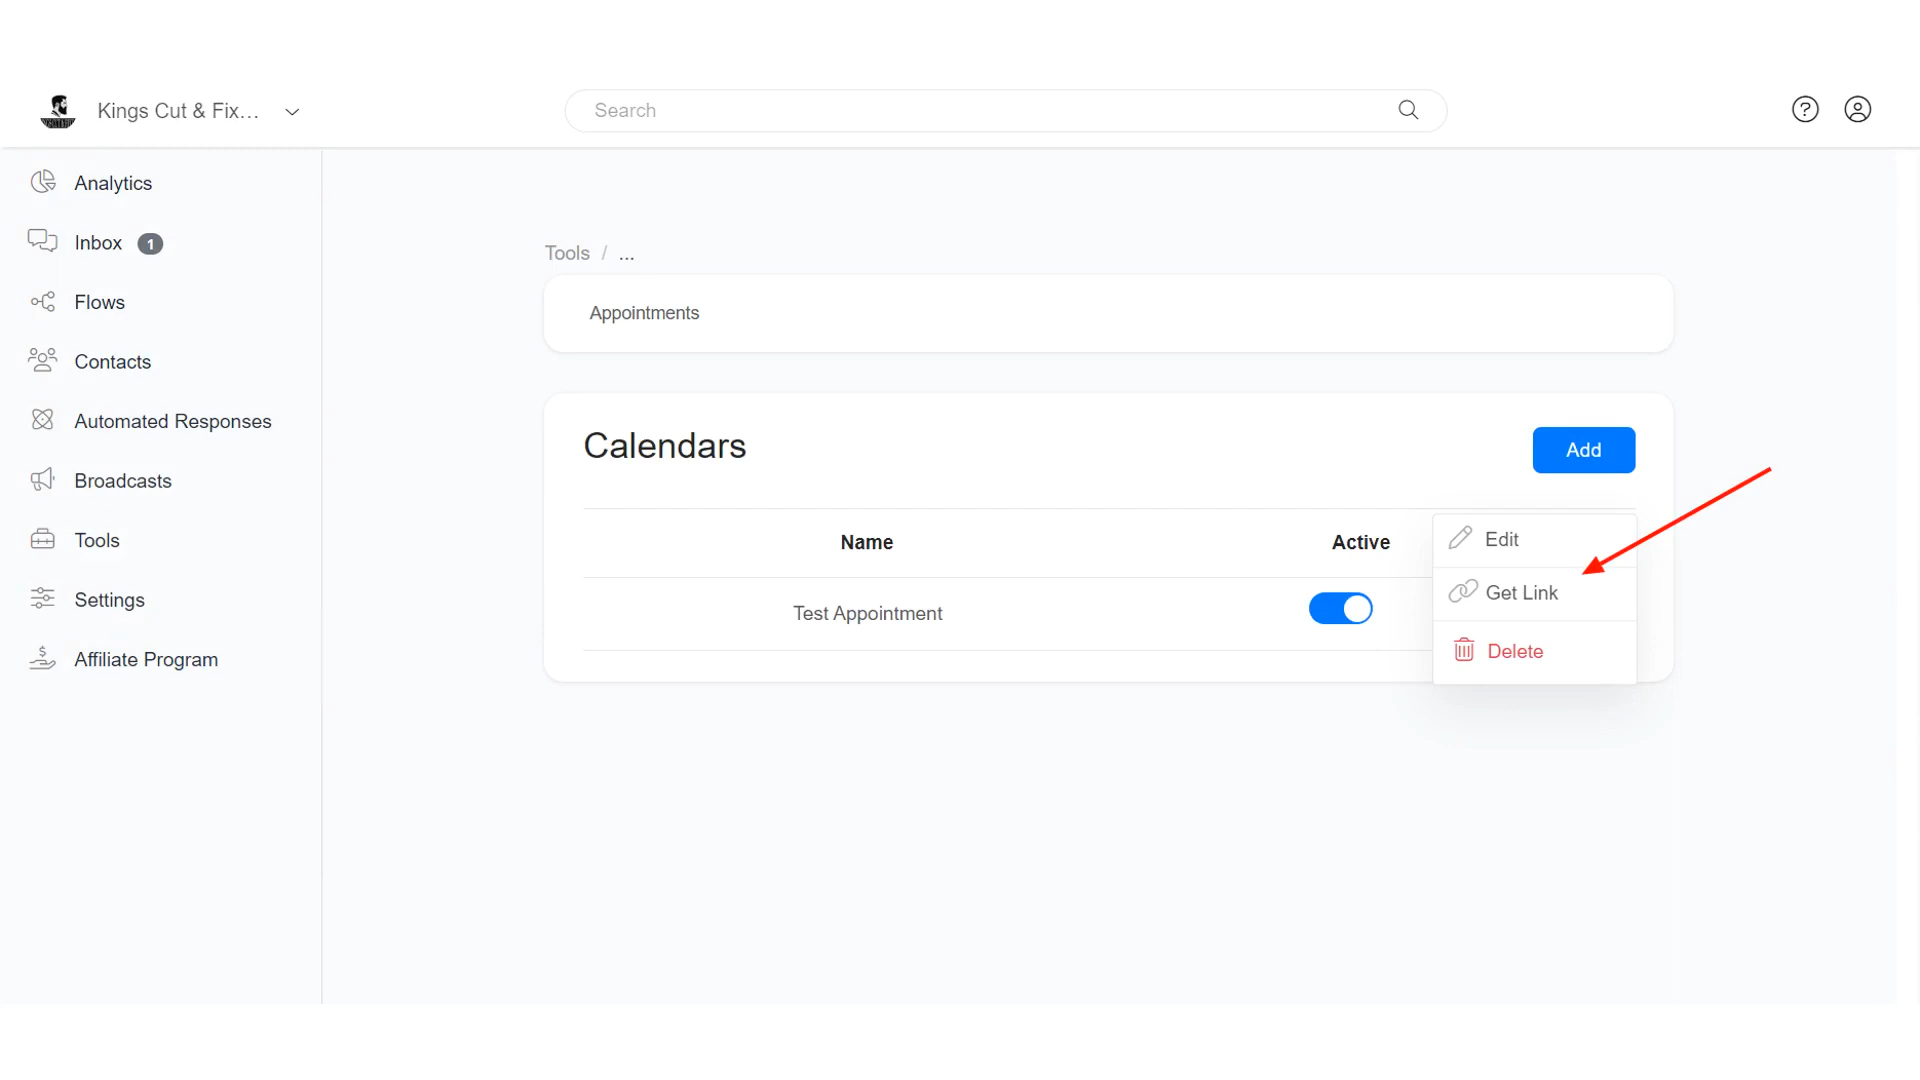 Kings Cut & Fix...
Search
Analytics
Inbox 1
Flows
Contacts
Automated Responses
Broadcasts
Tools
Settings
Affiliate Program
Tools / ...
Appointments
Calendars
Add
Name Active
Edit
Test Appointment
Get Link
Delete